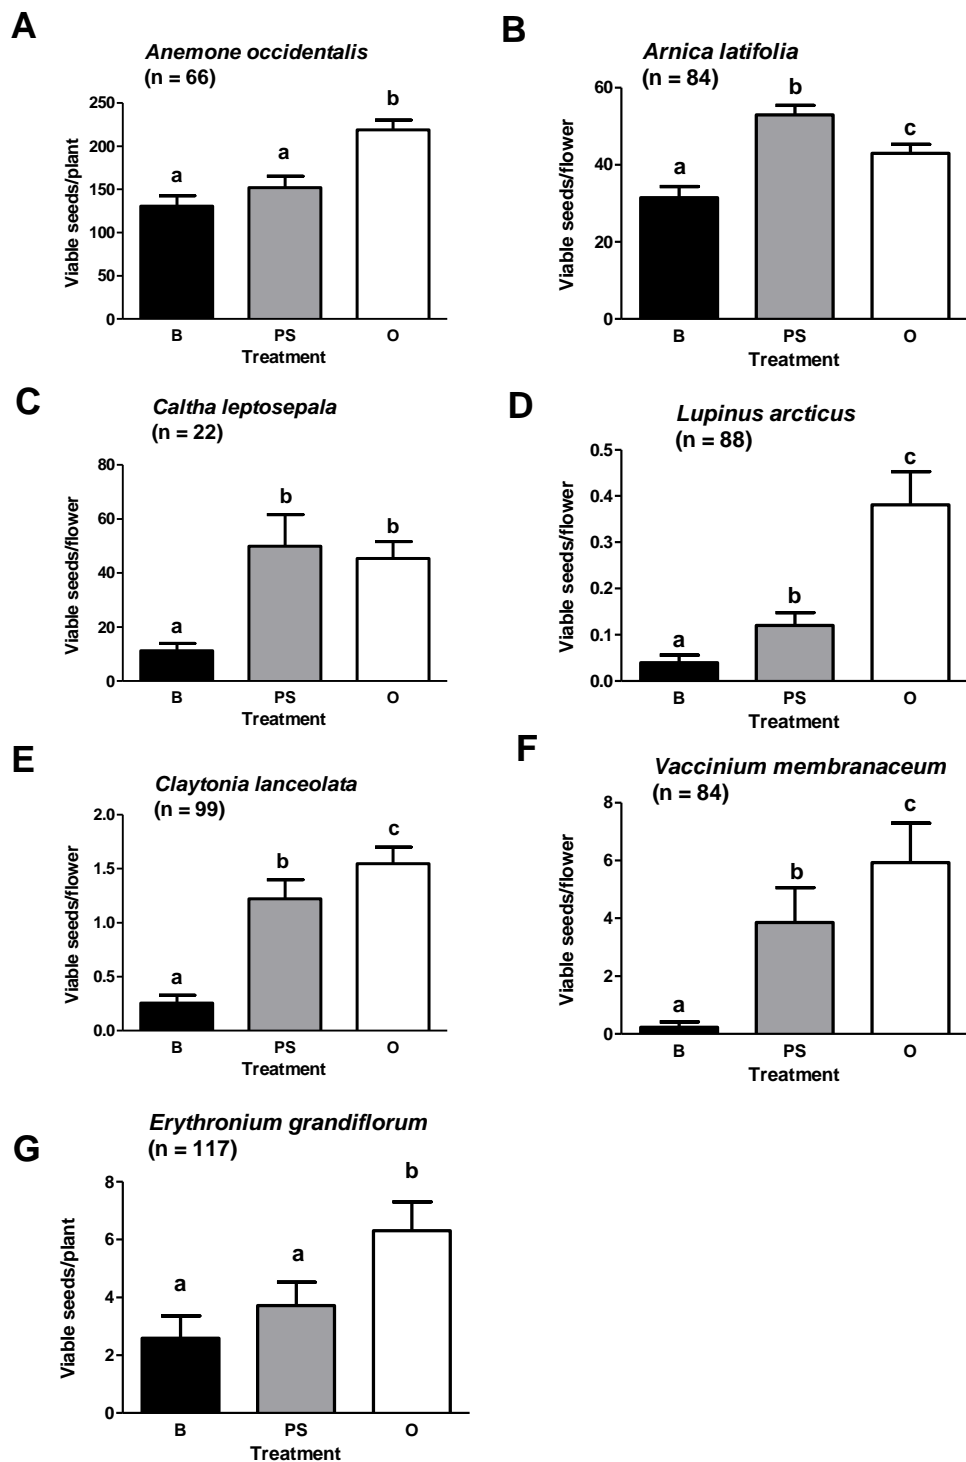 A
Anemone occidentalis
(n = 66)
Viable seeds/plant
250
200
150
100
50
0
a
a
b
B
PS
O
Treatment
B
Arnica latifolia
(n = 84)
Viable seeds/flower
60
40
20
0
a
b
c
B
PS
O
Treatment
C
Caltha leptosepala
(n = 22)
Viable seeds/flower
80
60
40
20
0
a
b
b
B
PS
O
Treatment
D
Lupinus arcticus
(n = 88)
Viable seeds/flower
0.5
0.4
0.3
0.2
0.1
0.0
a
b
c
B
PS
O
Treatment
E
Claytonia lanceolata
(n = 99)
Viable seeds/flower
2.0
1.5
1.0
0.5
0.0
a
b
c
B
PS
O
Treatment
F
Vaccinium membranaceum
(n = 84)
Viable seeds/flower
8
6
4
2
0
a
b
c
B
PS
O
Treatment
G
Erythronium grandiflorum
(n = 117)
Viable seeds/plant
8
6
4
2
0
a
a
b
B
PS
O
Treatment